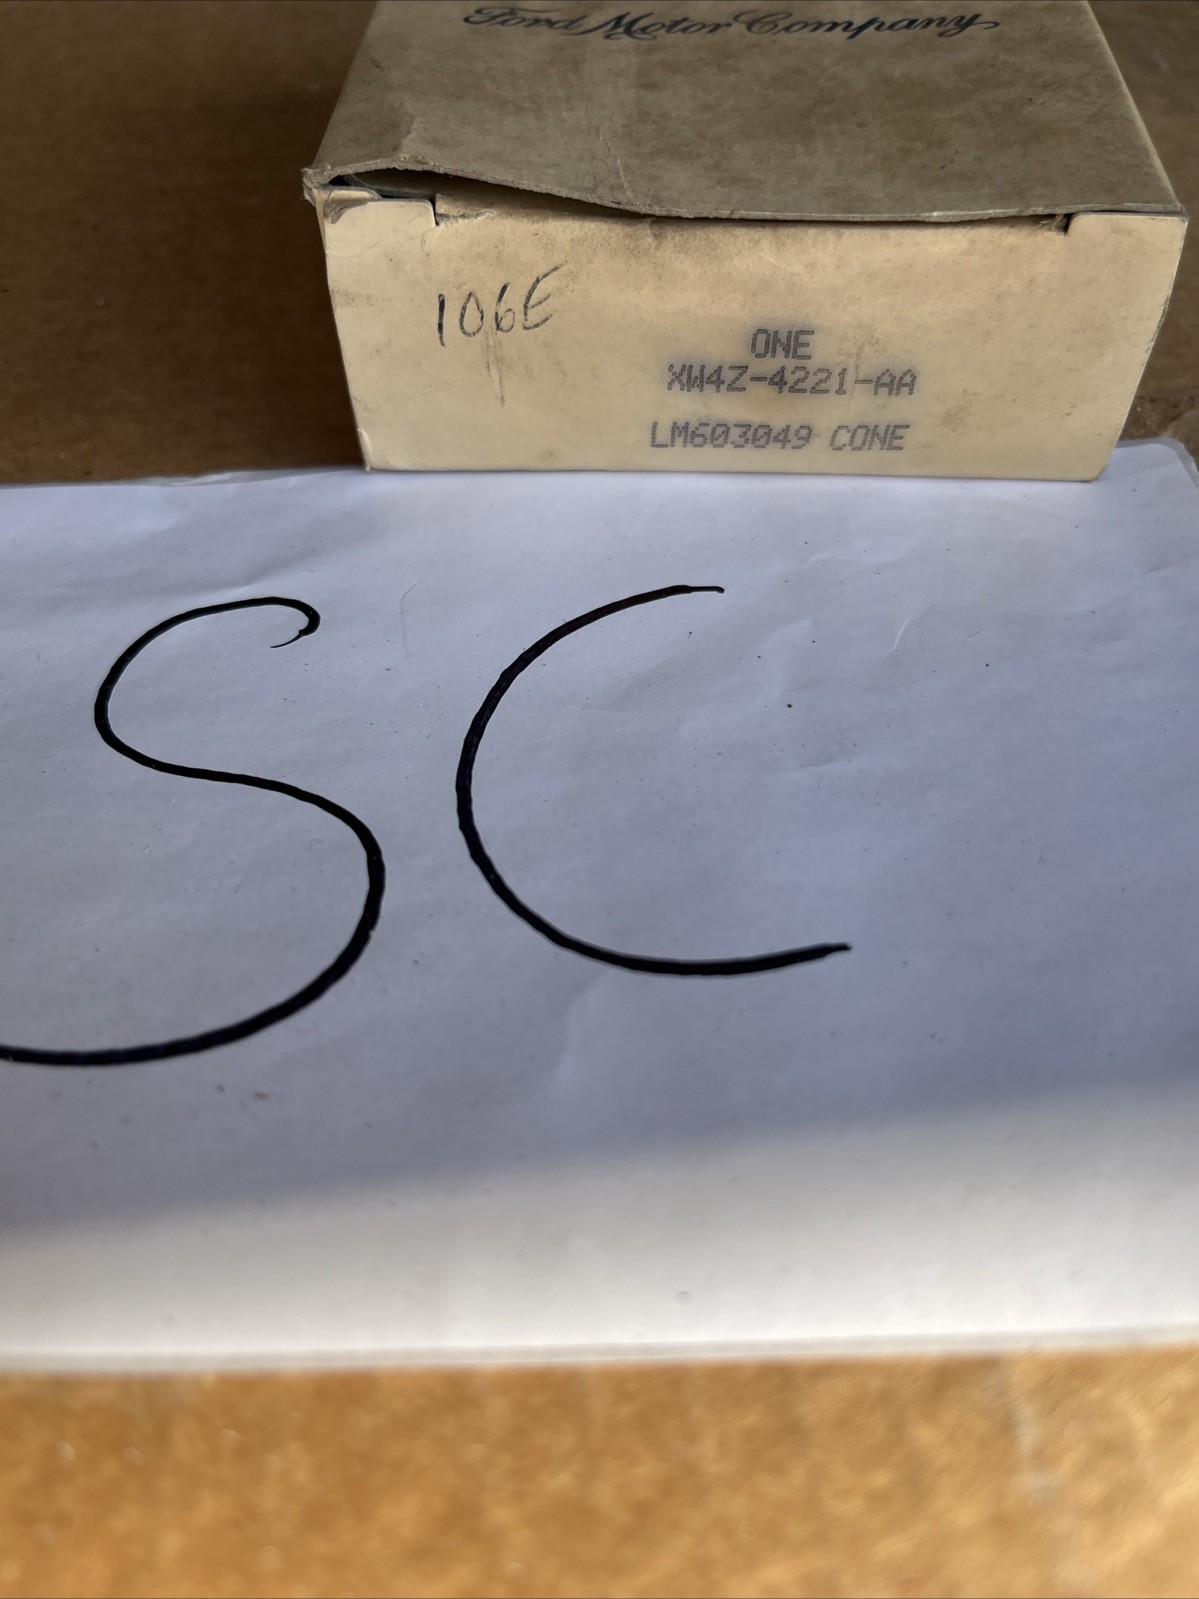 Ford Motor Company
106E
ONE
XW4Z-4221-AA
LM603049 CONE
SC